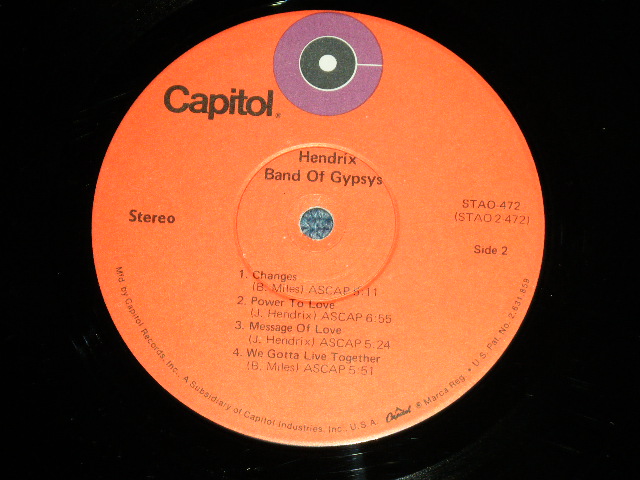 Capitol®
Hendrix
Band Of Gypsys
Stereo
STAO-472
(STAO 2-472)
Side 2
1. Changes
(B. Miles) ASCAP 5:11
2. Power To Love
(J. Hendrix) ASCAP 6:55
3. Message Of Love
(J. Hendrix) ASCAP 5:24
4. We Gotta Live Together
(B. Miles) ASCAP 5:51
Mfd. by Capitol Records, Inc., A Subsidiary of Capitol Industries, Inc., U.S.A. Capitol ® Marca Reg. • U.S. Pat. No. 2,631,859